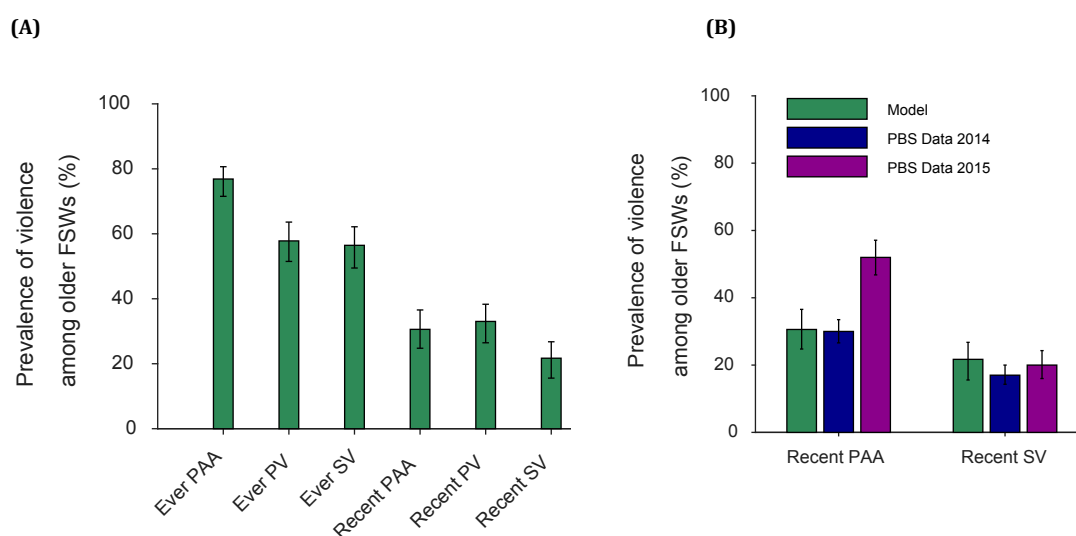 (A)
Prevalence of violence
among older FSWs (%)
100
80
60
40
20
0
Ever PAA
Ever PV
Ever SV
Recent PAA
Recent PV
Recent SV
(B)
Prevalence of violence
among older FSWs (%)
100
80
60
40
20
0
Model
PBS Data 2014
PBS Data 2015
Recent PAA
Recent SV